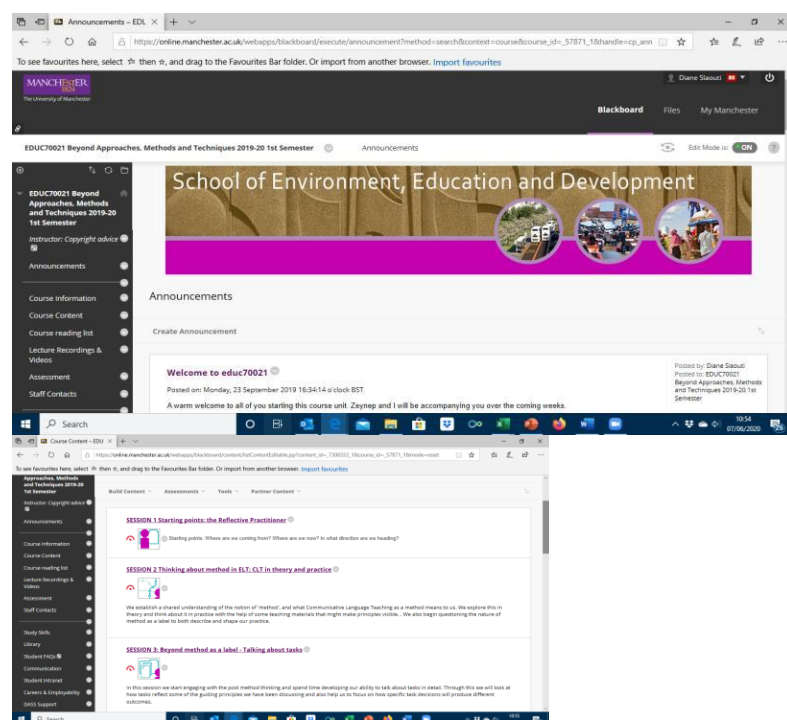 Announcements – EDL
https://online.manchester.ac.uk/webapps/blackboard/execute/announcement?method=search&context=course&course_id=_57871_1&handle=cp_ann
To see favourites here, select then ☆, and drag to the Favourites Bar folder. Or import from another browser. Import favourites
MANCHESTER
1824
The University of Manchester
Diane Slaouti
Blackboard Files My Manchester
EDUC70021 Beyond Approaches, Methods and Techniques 2019-20 1st Semester Announcements Edit Mode is: ON ?
School of Environment, Education and Development
EDUC70021 Beyond
Approaches, Methods
and Techniques 2019-20
1st Semester
Instructor: Copyright advice
Announcements
Course Information
Course Content
Course reading list
Lecture Recordings &
Videos
Assessment
Staff Contacts
Announcements
Create Announcement
Welcome to educ70021
Posted on: Monday, 23 September 2019 16:34:14 o'clock BST
A warm welcome to all of you starting this course unit. Zeynep and I will be accompanying you over the coming weeks.
Posted by: Diane Slaouti
Posted to: EDUC70021
Beyond Approaches, Methods
and Techniques 2019-20 1st
Semester
Search
10:54
07/06/2020
Course Content – EDU
To see favourites here, select then ☆, and drag to the Favourites Bar folder. Or import from another browser. Import favourites
Approaches, Methods
and Techniques 2019-20
1st Semester
Instructor: Copyright advice
Announcements
Course Information
Course Content
Course reading list
Lecture Recordings &
Videos
Assessment
Staff Contacts
Study Skills
Library
Student FAQs
Communication
Student Intranet
Careers & Employability
DASS Support
Build Content Assessments Tools Partner Content
SESSION 1 Starting points: the Reflective Practitioner
Starting points: Where are we coming from? Where are we now? In what direction are we heading?
SESSION 2 Thinking about method in ELT: CLT in theory and practice
We establish a shared understanding of the notion of 'method', and what Communicative Language Teaching as a method means to us. We explore this in
theory and think about it in practise with the help of some teaching materials that might make principles visible... We also begin questioning the nature of
method as a label to both describe and shape our practice.
SESSION 3: Beyond method as a label - Talking about tasks
In this session we start engaging with the post method thinking and spend time developing our ability to talk about tasks in detail. Through this we will look at
how tasks reflect some of the guiding principles we have been discussing and also help us to focus on how specific task decisions will produce different
outcomes.
Search